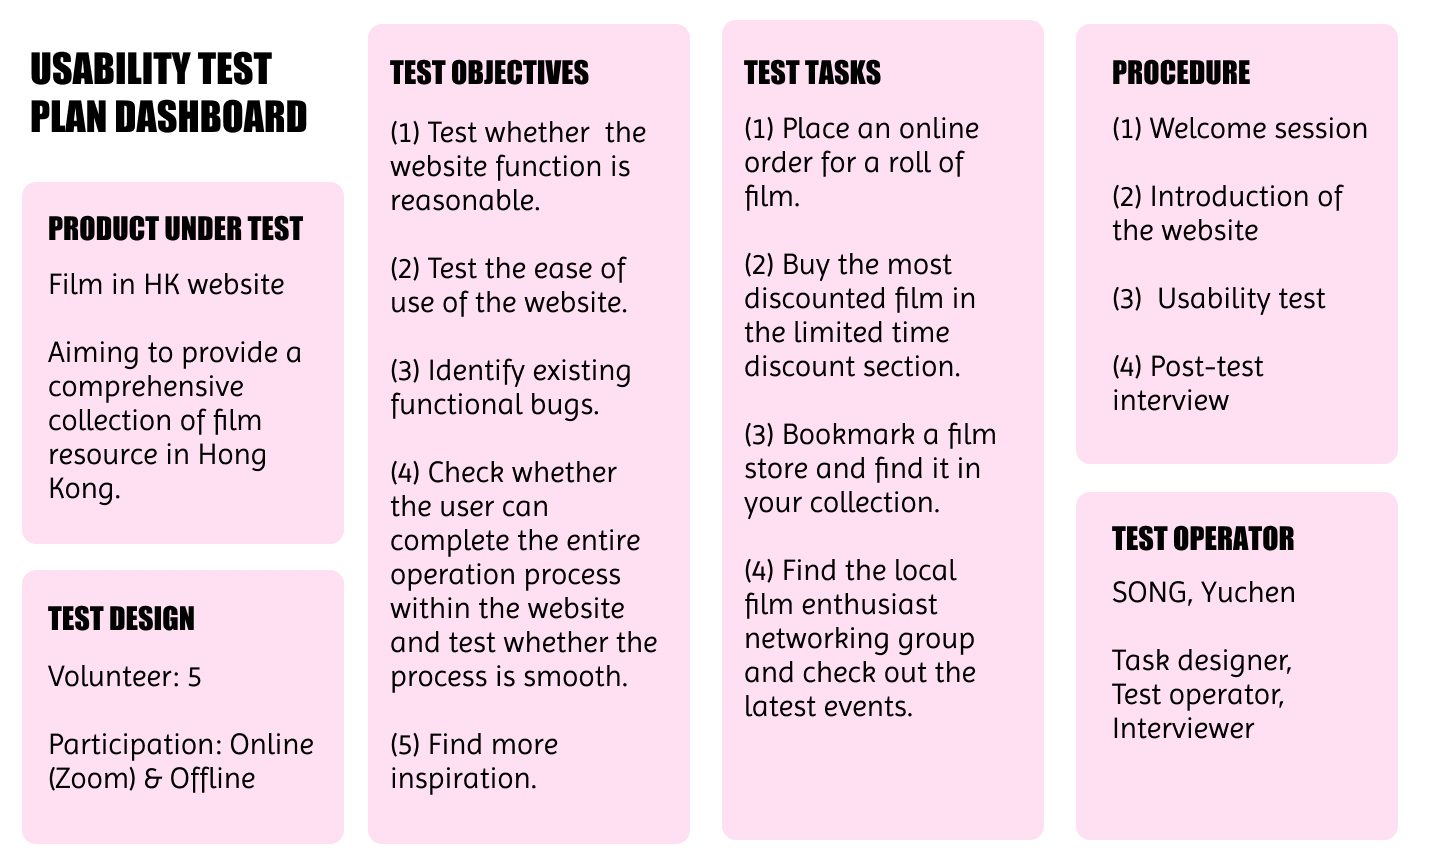 USABILITY TEST
PLAN DASHBOARD
PRODUCT UNDER TEST
Film in HK website
Aiming to provide a
comprehensive
collection of film
resource in Hong
Kong.
TEST DESIGN
Volunteer: 5
Participation: Online
(Zoom) & Offline
TEST OBJECTIVES
(1) Test whether  the
website function is
reasonable.
(2) Test the ease of
use of the website.
(3) Identify existing
functional bugs.
(4) Check whether
the user can
complete the entire
operation process
within the website
and test whether the
process is smooth.
(5) Find more
inspiration.
TEST TASKS
(1) Place an online
order for a roll of
film.
(2) Buy the most
discounted film in
the limited time
discount section.
(3) Bookmark a film
store and find it in
your collection.
(4) Find the local
film enthusiast
networking group
and check out the
latest events.
PROCEDURE
(1) Welcome session
(2) Introduction of
the website
(3)  Usability test
(4) Post-test
interview
TEST OPERATOR
SONG, Yuchen
Task designer,
Test operator,
Interviewer